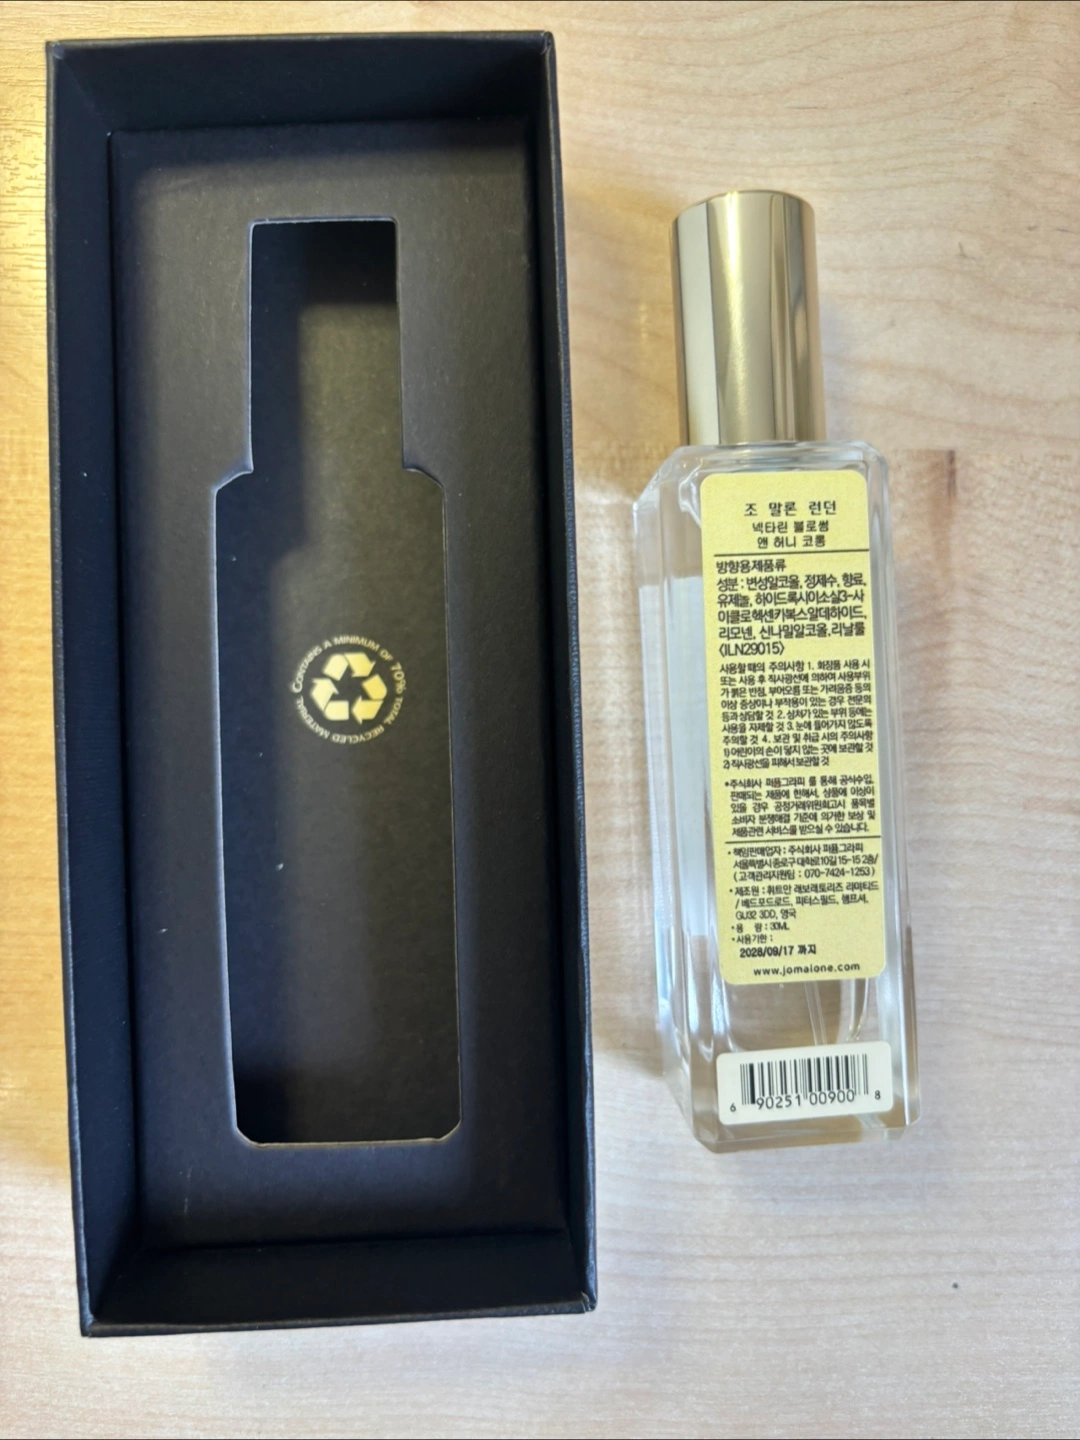 CONTAINS A MINIMUM OF 70% TOTAL RECYCLED MATERIAL
조 말론 런던
넥타린 블로썸
앤 허니 코롱
방향용제품류
성분 : 변성알코올, 정제수, 향료,
유제놀, 하이드록시이소실3-사
이클로헥센카복스알데하이드,
리모넨, 신나밀알코올, 리날룰
<ILN29015>
사용할 때의 주의사항 1. 화장품 사용 시
또는 사용 후 직사광선에 의하여 사용부위
가 붉은 반점, 부어오름 또는 가려움증 등의
이상 증상이나 부작용이 있는 경우 전문의
등과 상담할 것 2. 상처가 있는 부위 등에는
사용을 자제할 것 3. 눈에 들어가지 않도록
주의할 것 4. 보관 및 취급 시의 주의사항
1) 어린이의 손이 닿지 않는 곳에 보관할 것
2) 직사광선을 피해서 보관할 것
*주식회사 퍼퓸그라피 를 통해 공식수입,
판매되는 제품에 한해서, 상품에 이상이
있을 경우 공정거래위원회고시 품목별
소비자 분쟁해결 기준에 의거한 보상 및
제품관련 서비스를 받으실 수 있습니다.
• 책임판매업자 : 주식회사 퍼퓸그라피
서울특별시 종로구 대학로10길 15-15 2층/
(고객관리지원팀 : 070-7424-1253)
• 제조원 : 휘트만 래보래토리즈 리미티드
/ 베드포드로드, 피터스필드, 햄프셔,
GU32 3DD, 영국
• 용 량 : 30ML
• 사용기한 :
2028/09/17 까지
www.jomalone.com
6 90251 00900 8